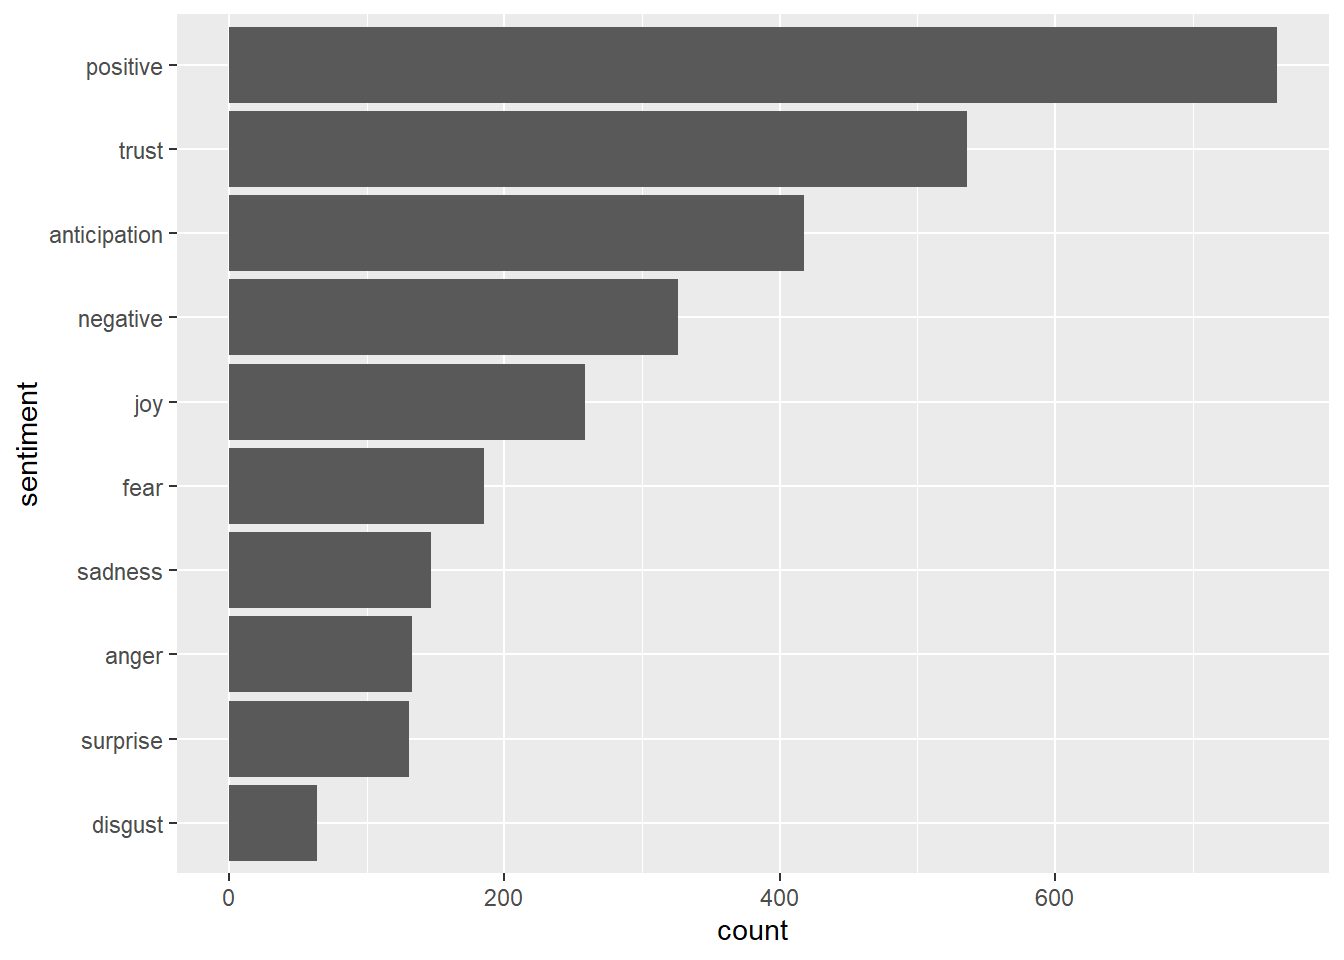 positive
trust
anticipation
negative
joy
fear
sadness
anger
surprise
disgust
sentiment
0 200 400 600
count